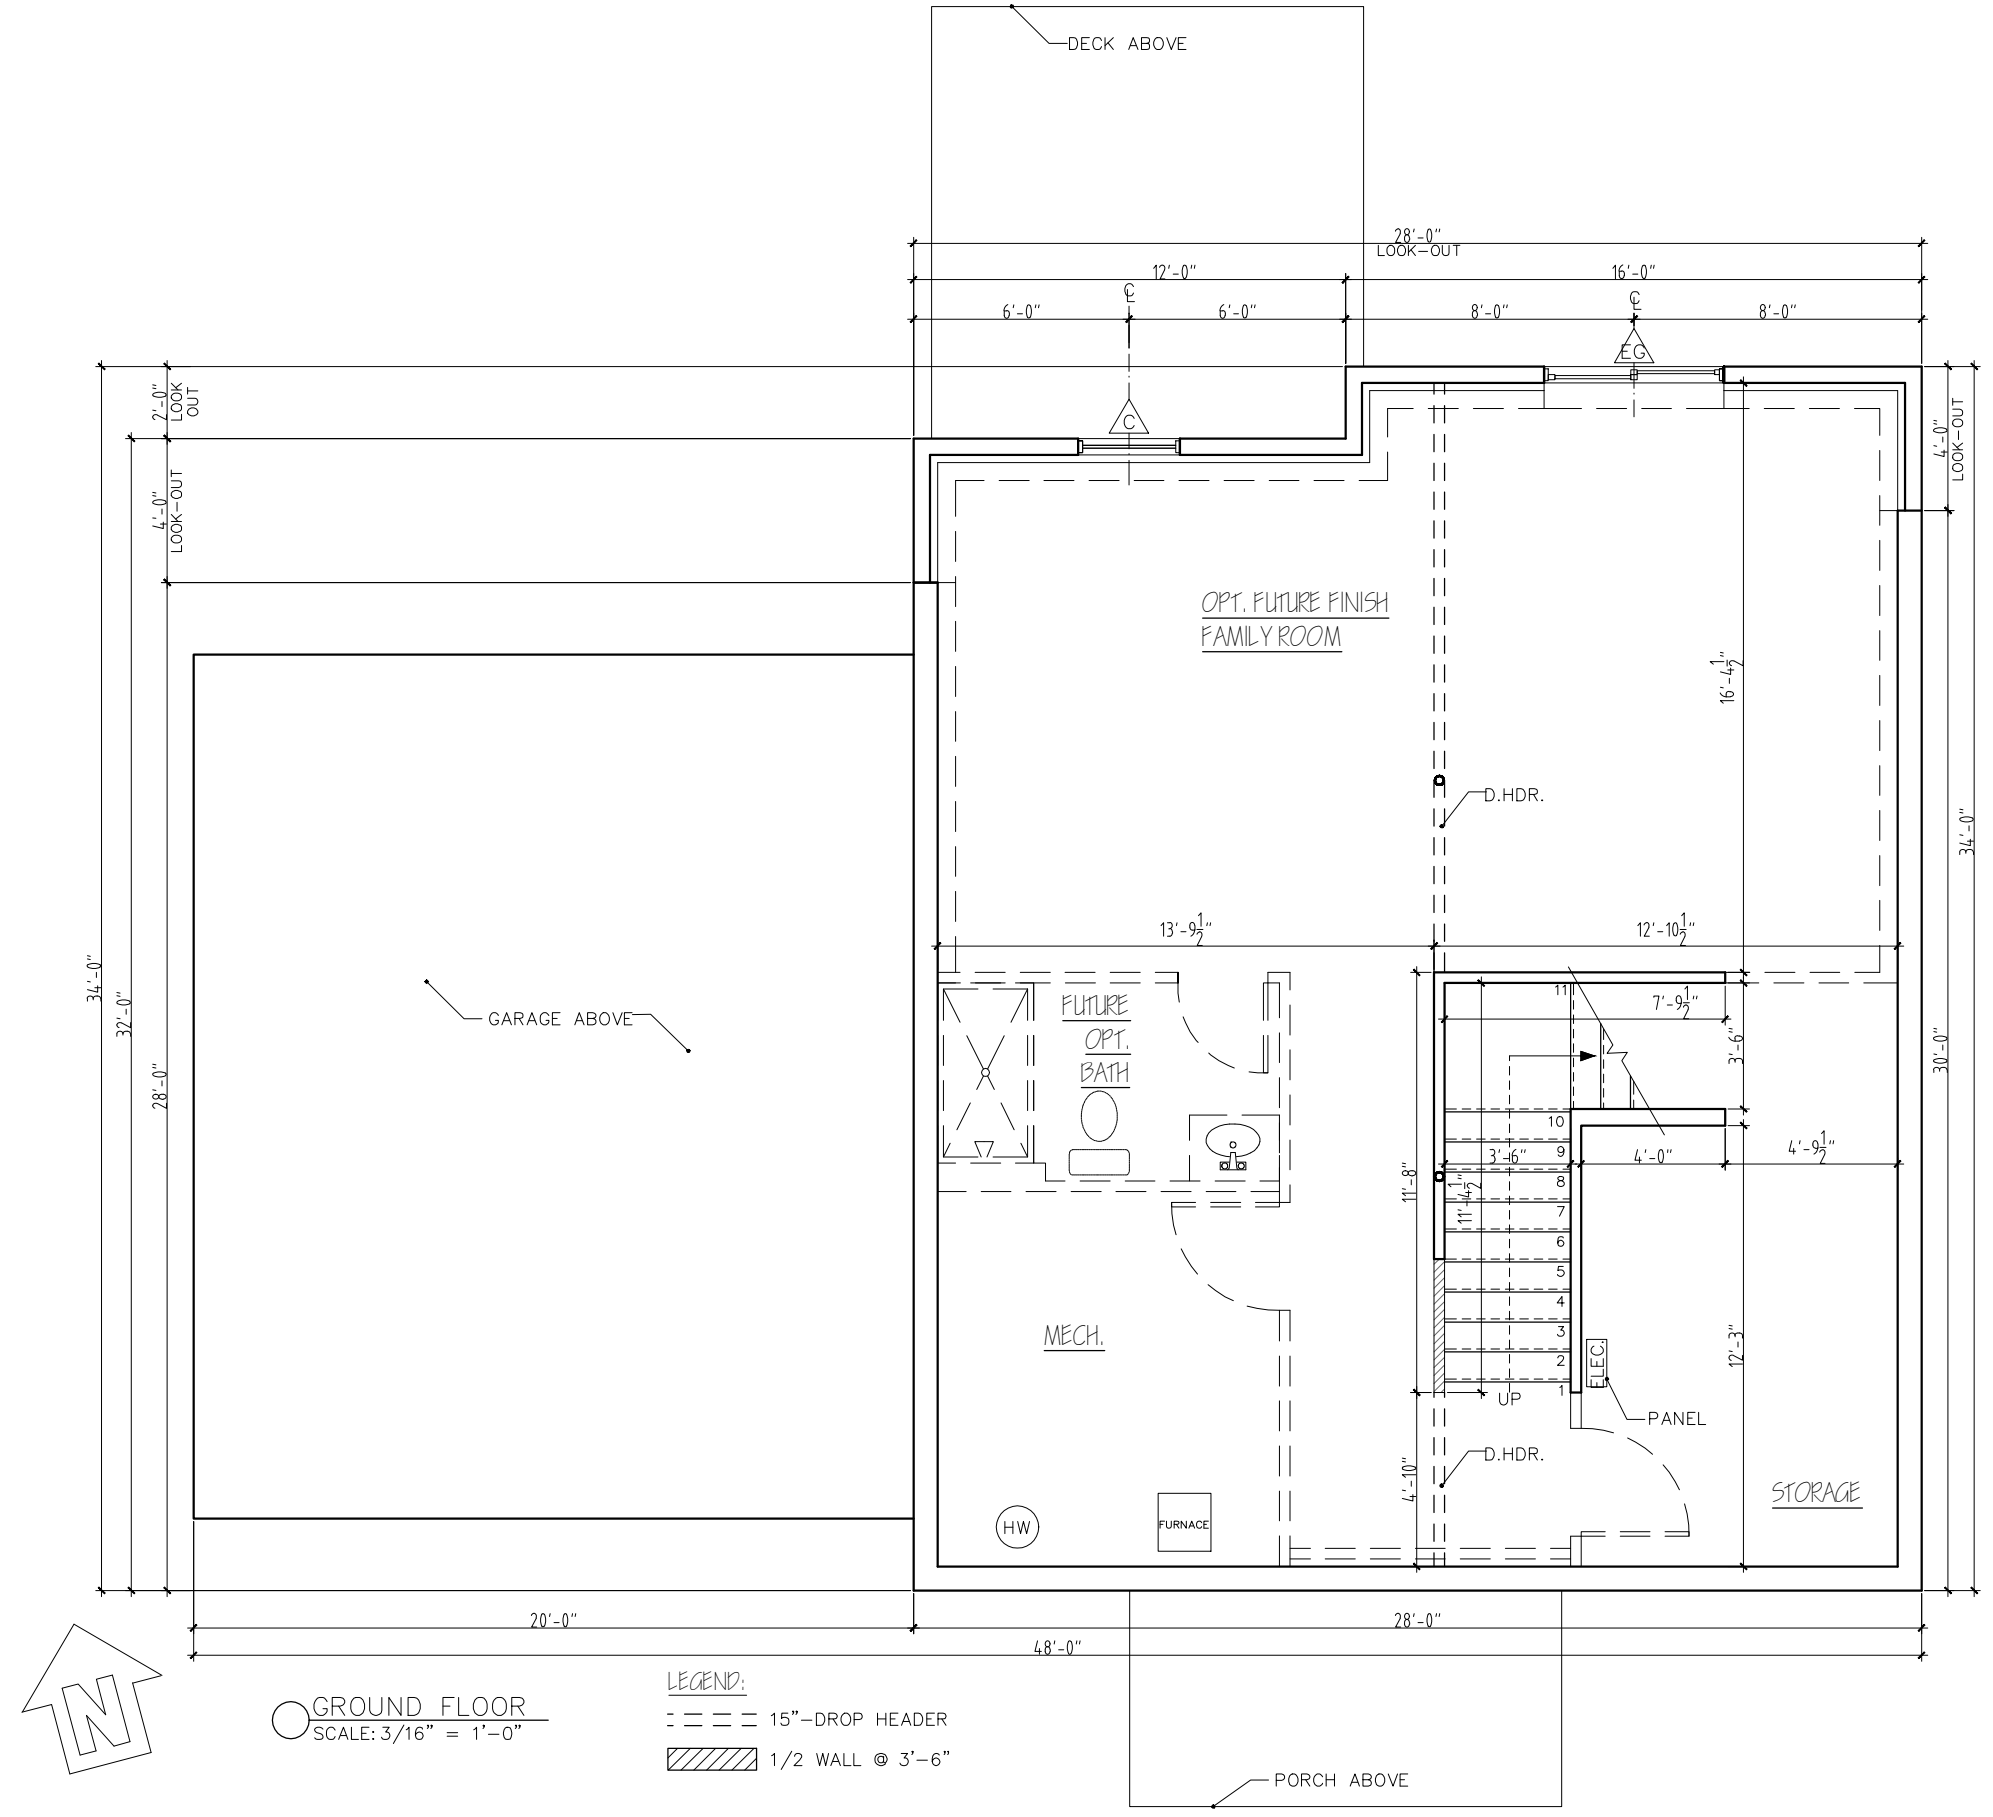 DECK ABOVE
28'-0"
LOOK-OUT
12'-0"
16'-0"
℄
℄
6'-0"
6'-0"
8'-0"
8'-0"
EG
C
2'-0"
LOOK
OUT
4'-0"
LOOK-OUT
4'-0"
LOOK-OUT
OPT. FUTURE FINISH
FAMILY ROOM
16'-4 1/2"
D.HDR.
34'-0"
13'-9 1/2"
12'-10 1/2"
34'-0"
32'-0"
28'-0"
30'-0"
GARAGE ABOVE
FUTURE
OPT.
BATH
11
7'-9 1/2"
3'-6"
10
9
8
7
6
5
4
3
2
1
3'-6"
4'-0"
4'-9 1/2"
11'-8"
11'-4 1/2"
MECH.
12'-3"
ELEC.
UP
PANEL
D.HDR.
4'-10"
STORAGE
HW
FURNACE
20'-0"
28'-0"
48'-0"
N
GROUND FLOOR
SCALE: 3/16" = 1'-0"
LEGEND:
15"-DROP HEADER
1/2 WALL @ 3'-6"
PORCH ABOVE